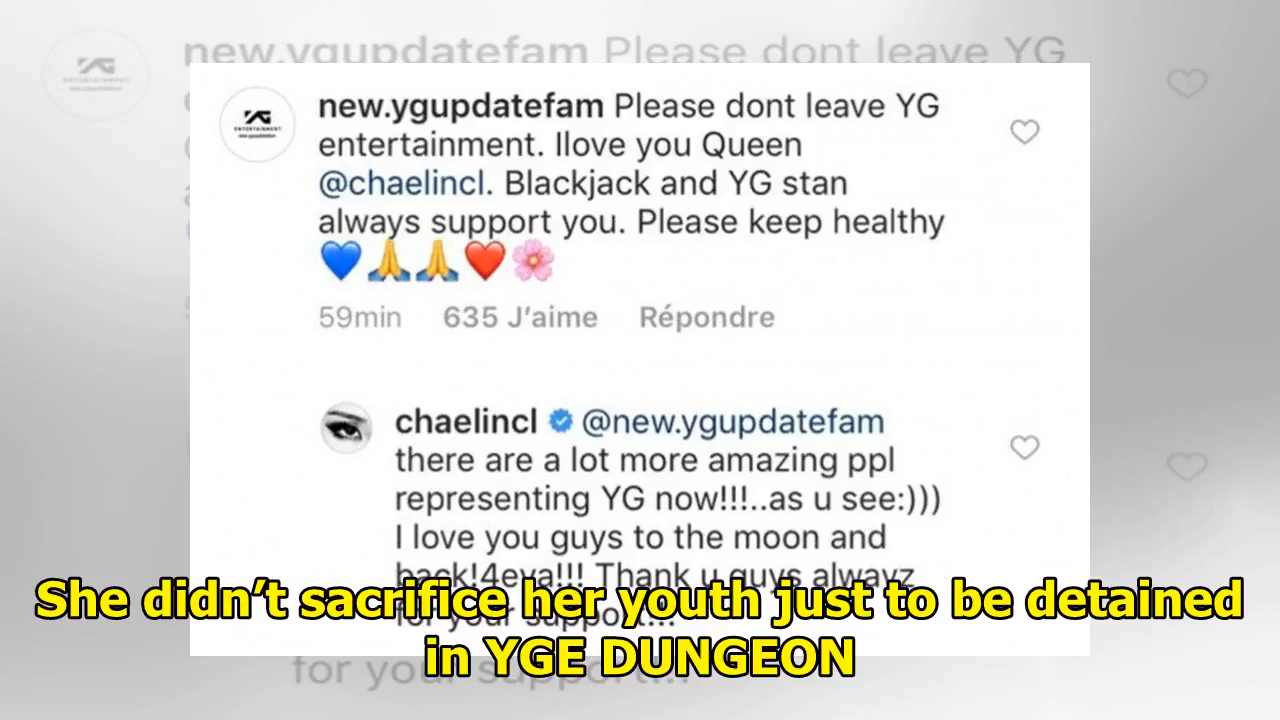 new.ygupdatefam Please dont leave YG
new.ygupdatefam Please dont leave YG
entertainment. Ilove you Queen
@chaelincl. Blackjack and YG stan
always support you. Please keep healthy
💙🙏🙏❤️🌸
59min 635 J'aime Répondre
chaelincl @new.ygupdatefam
there are a lot more amazing ppl
representing YG now!!!..as u see:)))
I love you guys to the moon and
back!4eva!!! Thank u guys alwayz
for your support...
She didn’t sacrifice her youth just to be detained
in YGE DUNGEON
for your support...